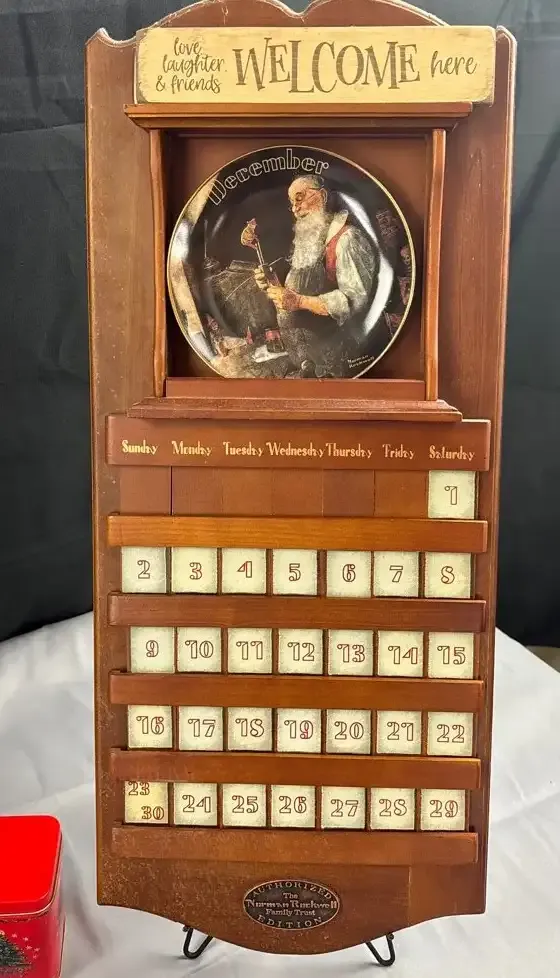 love
laughter
& friends
WELCOME here
December
Norman
Rockwell
Sunday Monday Tuesday Wednesday Thursday Friday Saturday
1
2 3 4 5 6 7 8
9 10 11 12 13 14 15
16 17 18 19 20 21 22
23
30 24 25 26 27 28 29
AUTHORIZED
The
Norman Rockwell
Family Trust
EDITION